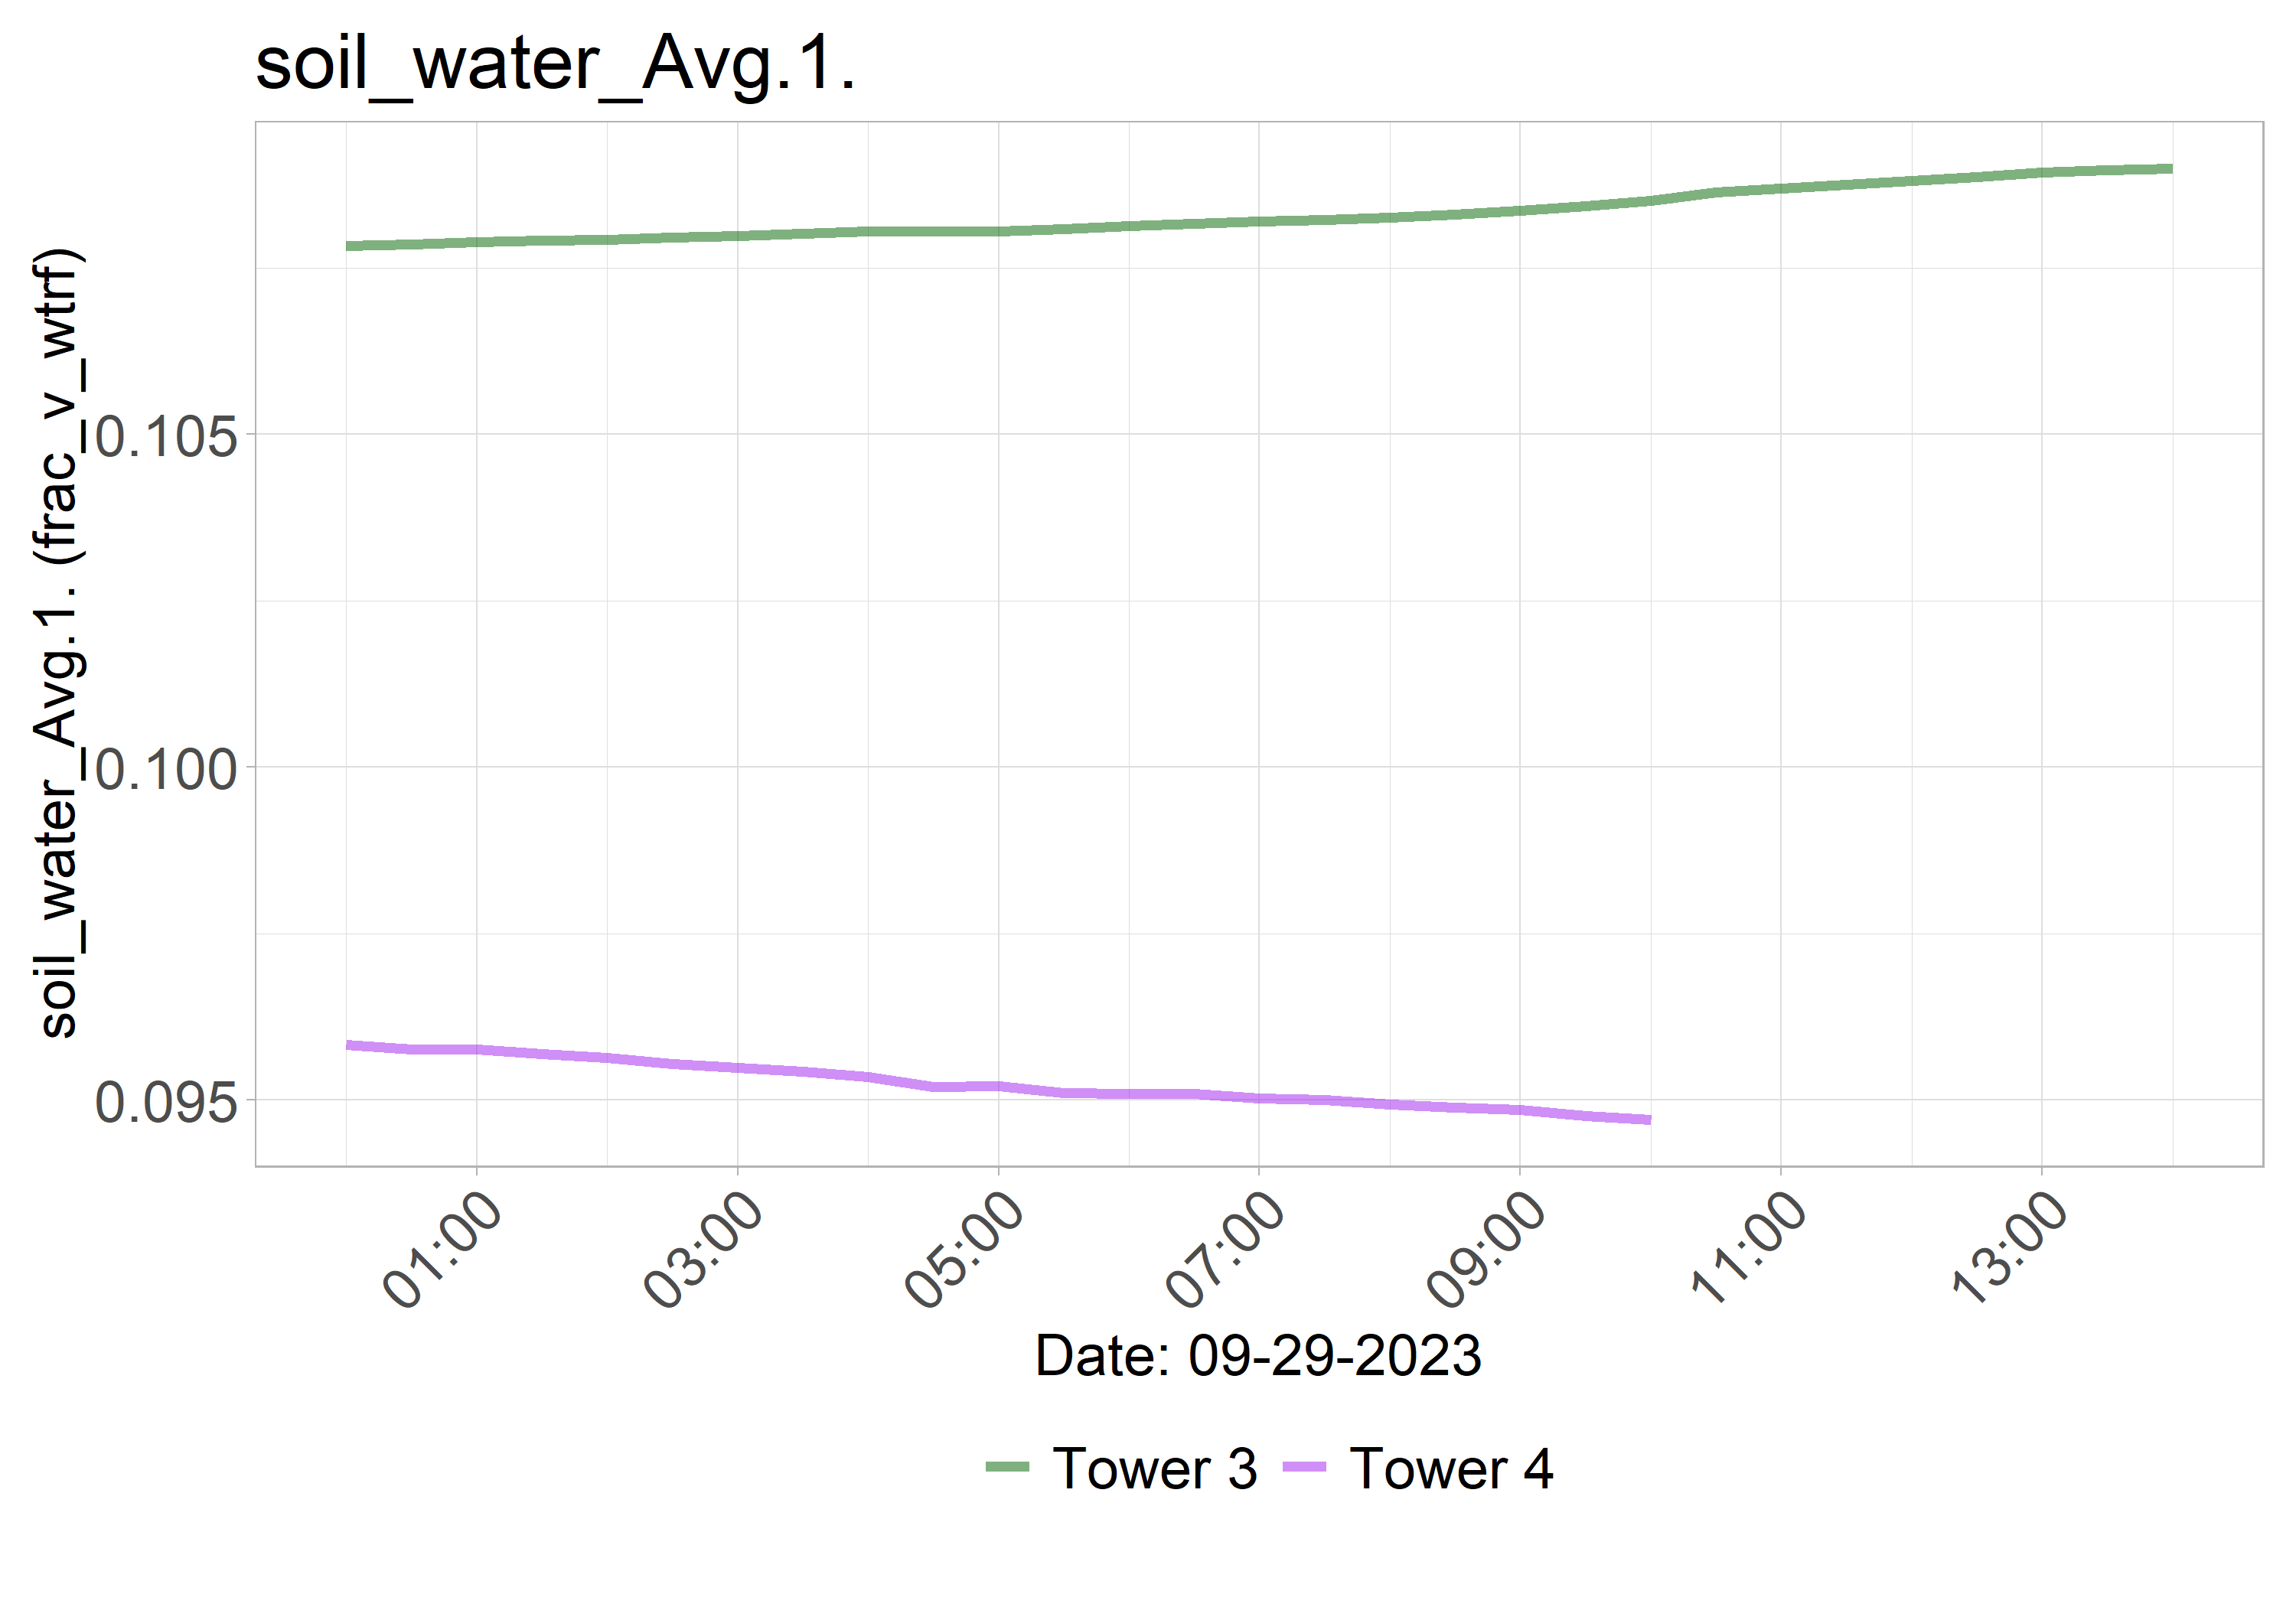 soil_water_Avg.1.
soil_water_Avg.1. (frac_v_wtrf)
0.105
0.100
0.095
01:00
03:00
05:00
07:00
09:00
11:00
13:00
Date: 09-29-2023
Tower 3
Tower 4